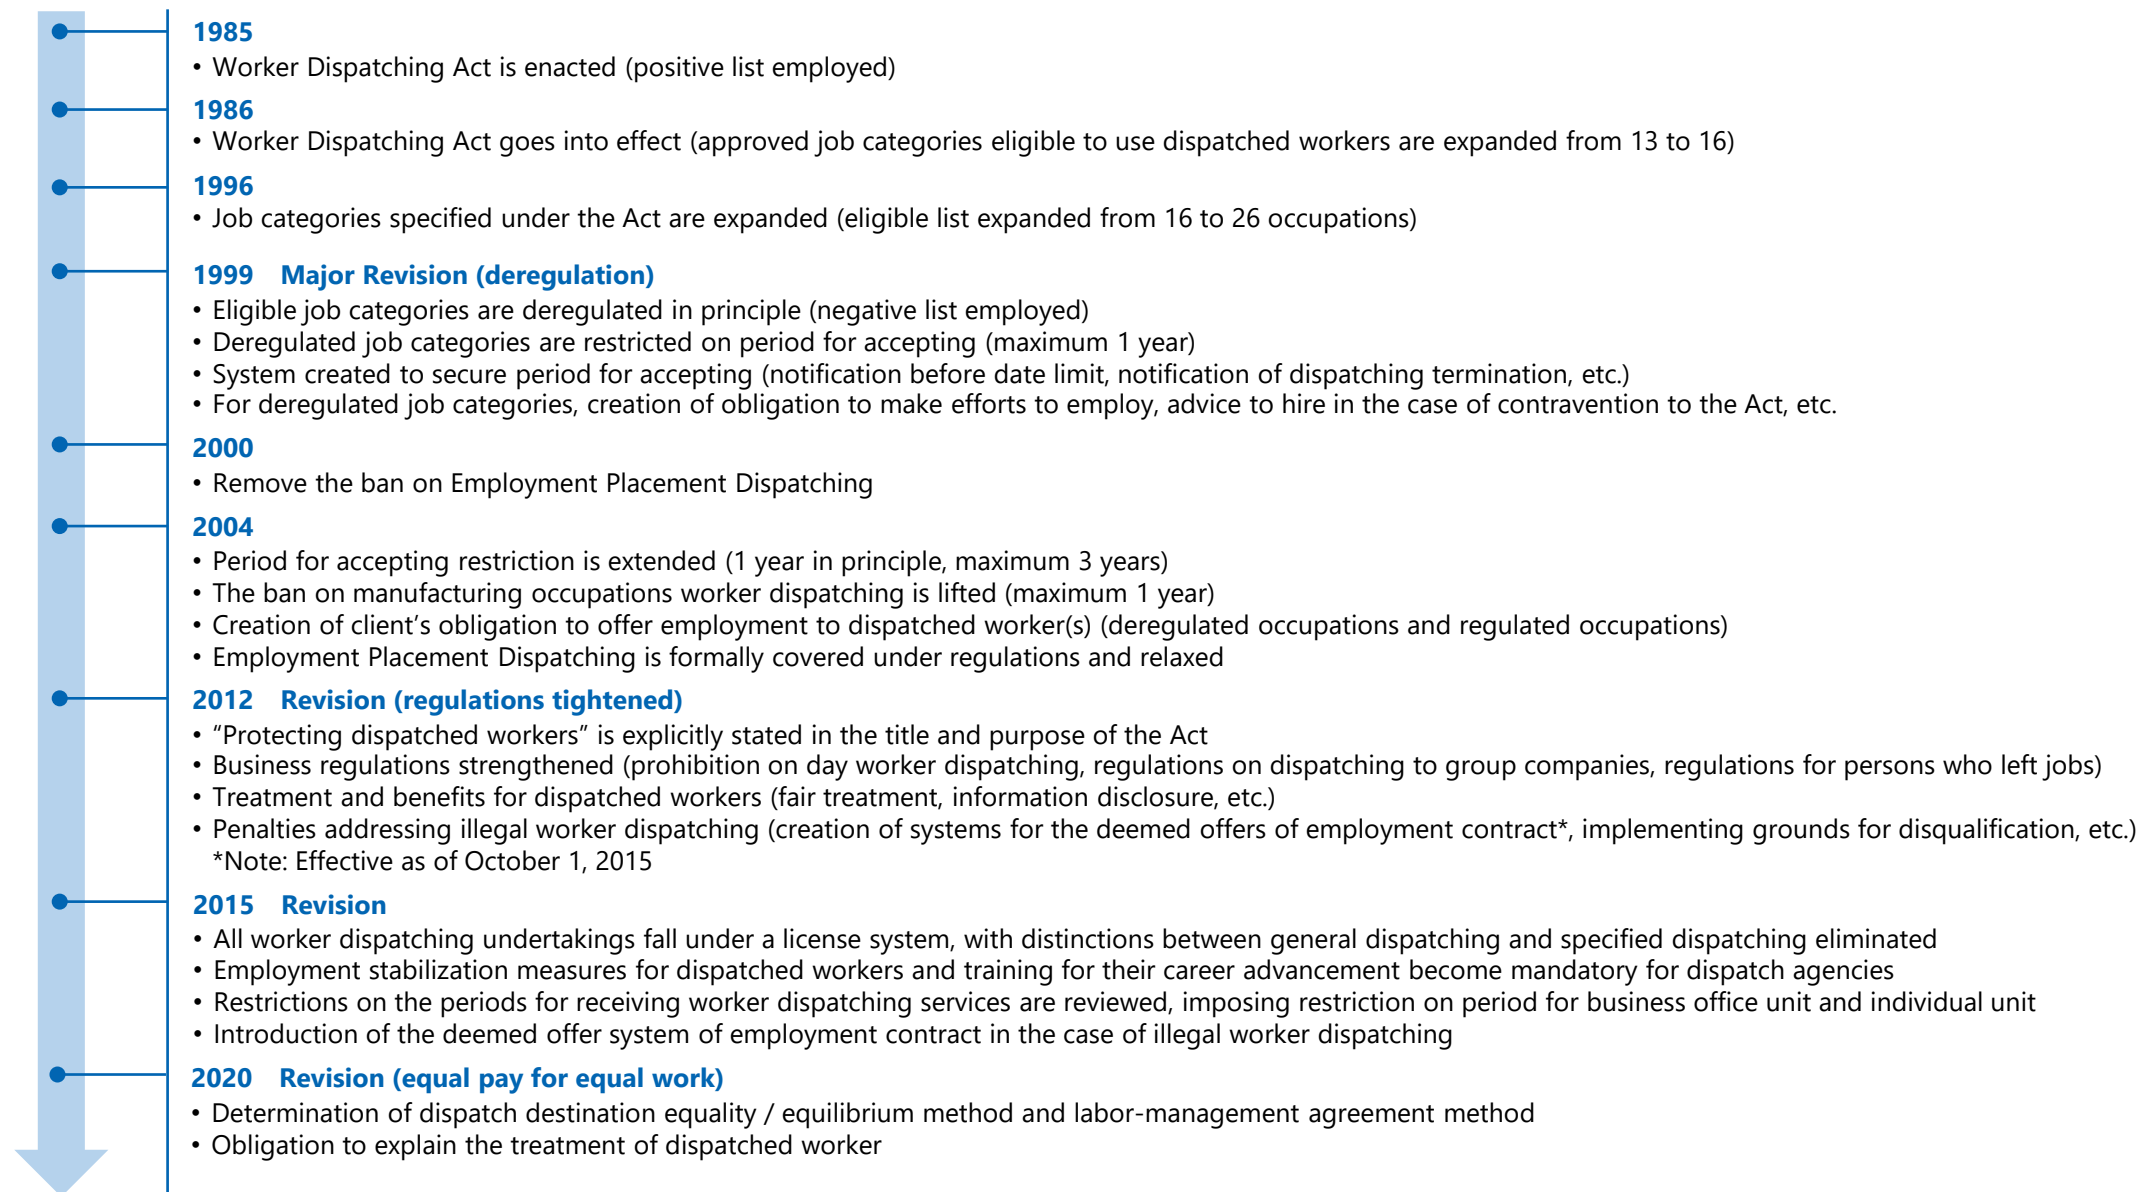 1985
• Worker Dispatching Act is enacted (positive list employed)
1986
• Worker Dispatching Act goes into effect (approved job categories eligible to use dispatched workers are expanded from 13 to 16)
1996
• Job categories specified under the Act are expanded (eligible list expanded from 16 to 26 occupations)
1999 Major Revision (deregulation)
• Eligible job categories are deregulated in principle (negative list employed)
• Deregulated job categories are restricted on period for accepting (maximum 1 year)
• System created to secure period for accepting (notification before date limit, notification of dispatching termination, etc.)
• For deregulated job categories, creation of obligation to make efforts to employ, advice to hire in the case of contravention to the Act, etc.
2000
• Remove the ban on Employment Placement Dispatching
2004
• Period for accepting restriction is extended (1 year in principle, maximum 3 years)
• The ban on manufacturing occupations worker dispatching is lifted (maximum 1 year)
• Creation of client’s obligation to offer employment to dispatched worker(s) (deregulated occupations and regulated occupations)
• Employment Placement Dispatching is formally covered under regulations and relaxed
2012 Revision (regulations tightened)
• “Protecting dispatched workers” is explicitly stated in the title and purpose of the Act
• Business regulations strengthened (prohibition on day worker dispatching, regulations on dispatching to group companies, regulations for persons who left jobs)
• Treatment and benefits for dispatched workers (fair treatment, information disclosure, etc.)
• Penalties addressing illegal worker dispatching (creation of systems for the deemed offers of employment contract*, implementing grounds for disqualification, etc.)
*Note: Effective as of October 1, 2015
2015 Revision
• All worker dispatching undertakings fall under a license system, with distinctions between general dispatching and specified dispatching eliminated
• Employment stabilization measures for dispatched workers and training for their career advancement become mandatory for dispatch agencies
• Restrictions on the periods for receiving worker dispatching services are reviewed, imposing restriction on period for business office unit and individual unit
• Introduction of the deemed offer system of employment contract in the case of illegal worker dispatching
2020 Revision (equal pay for equal work)
• Determination of dispatch destination equality / equilibrium method and labor-management agreement method
• Obligation to explain the treatment of dispatched worker